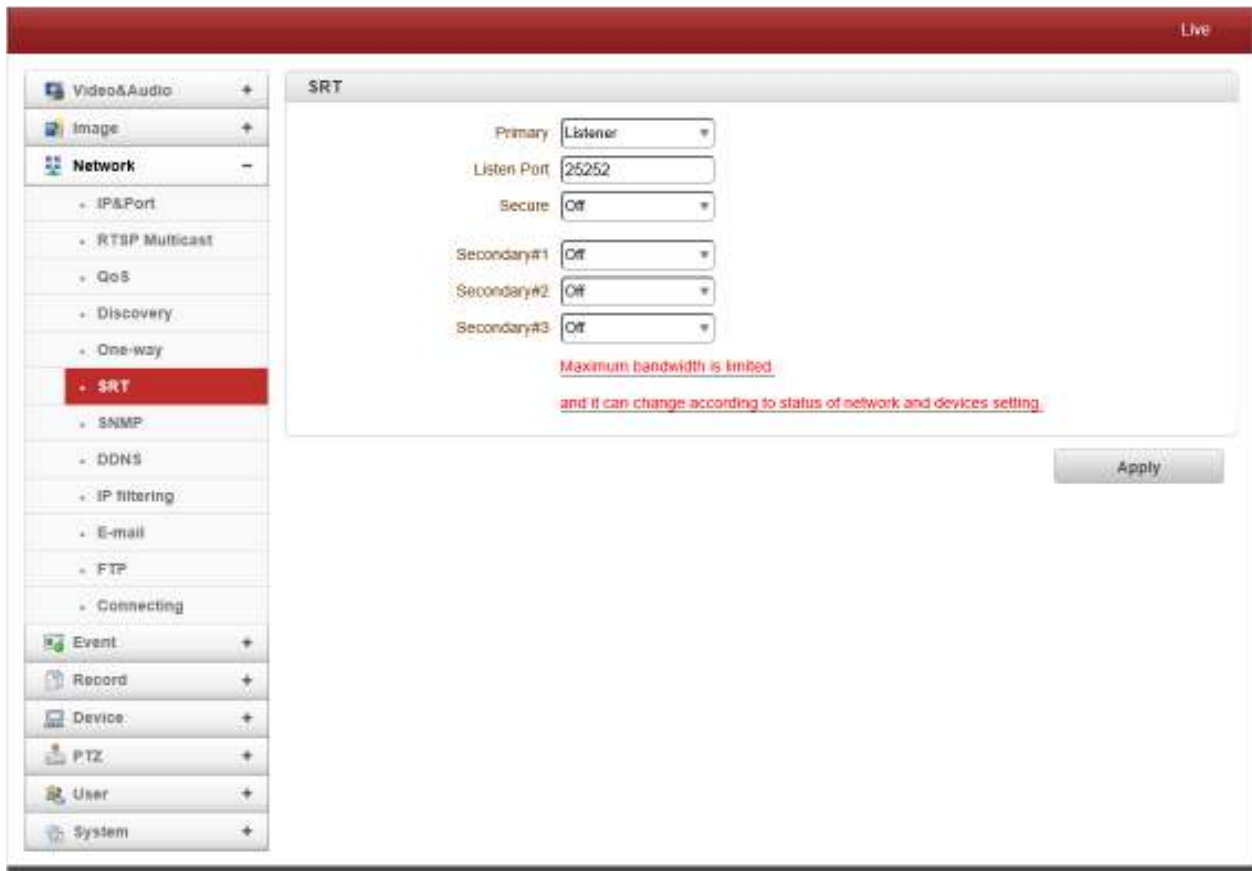 Live
Video&Audio +
Image +
Network -
IP&Port
RTSP Multicast
QoS
Discovery
One-way
SRT
SNMP
DDNS
IP filtering
E-mail
FTP
Connecting
Event +
Record +
Device +
PTZ +
User +
System +
SRT
Primary Listener
Listen Port 25252
Secure Off
Secondary#1 Off
Secondary#2 Off
Secondary#3 Off
Maximum bandwidth is limited.
and it can change according to status of network and devices setting.
Apply